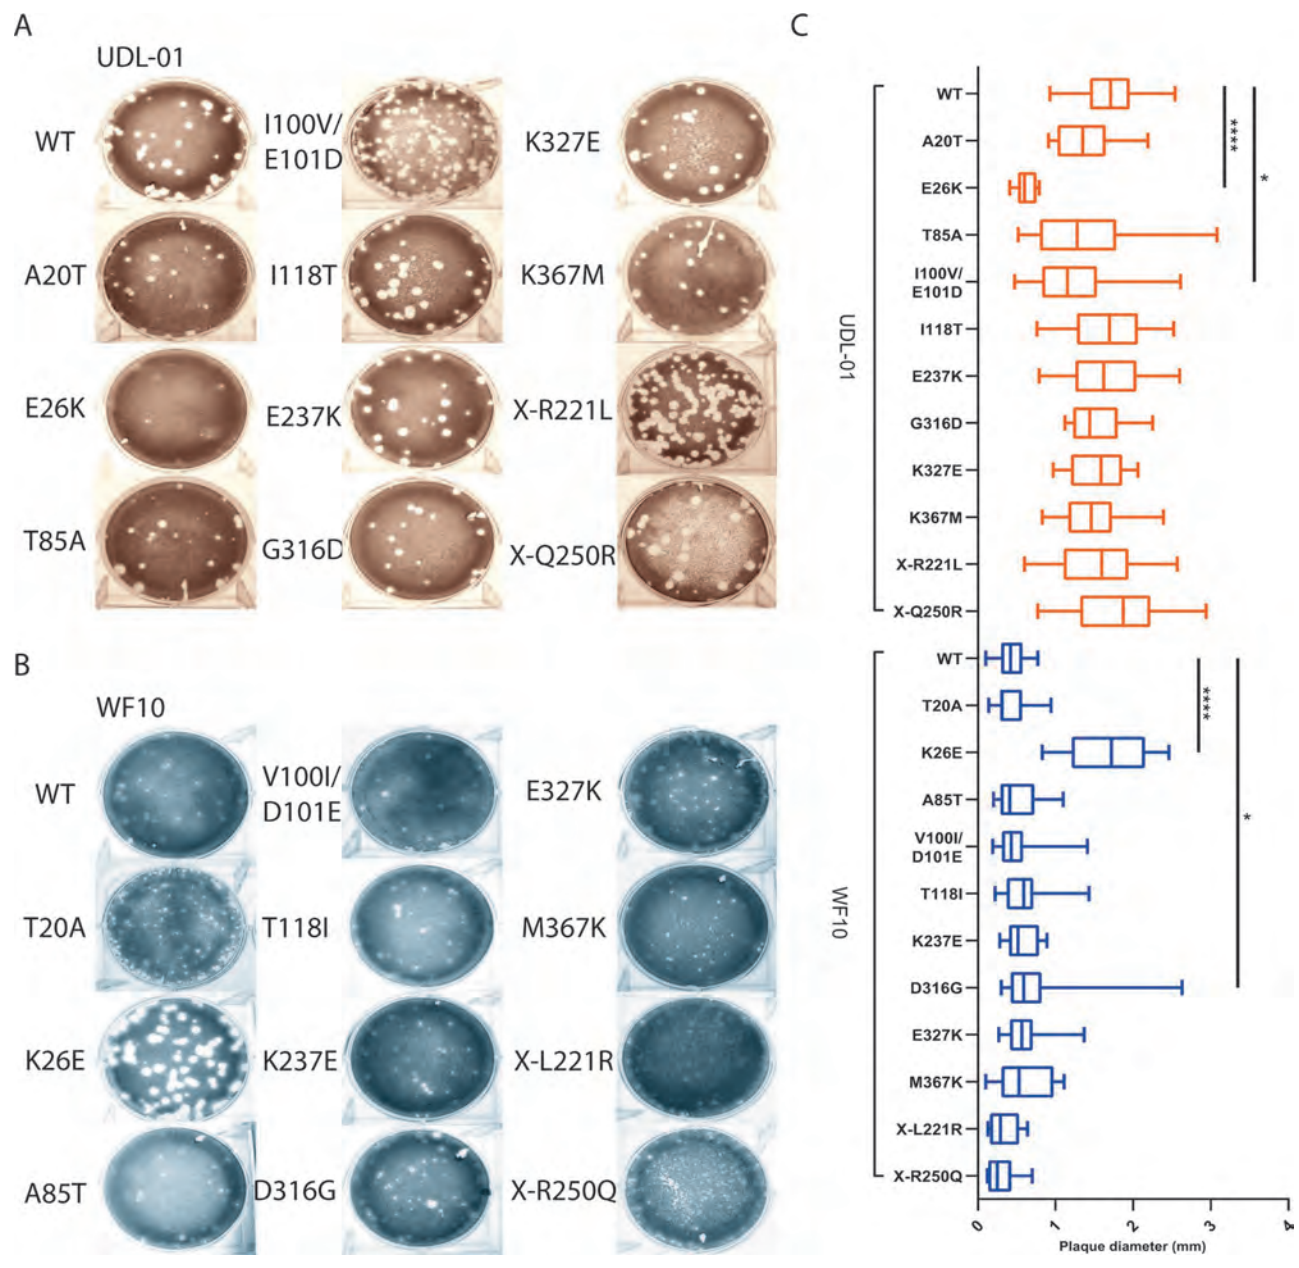 A
UDL-01
WT
I100V/
E101D
K327E
A20T
I118T
K367M
E26K
E237K
X-R221L
T85A
G316D
X-Q250R
B
WF10
WT
V100I/
D101E
E327K
T20A
T118I
M367K
K26E
K237E
X-L221R
A85T
D316G
X-R250Q
C
UDL-01
WT
A20T
E26K
T85A
I100V/
E101D
I118T
E237K
G316D
K327E
K367M
X-R221L
X-Q250R
****
*
WF10
WT
T20A
K26E
A85T
V100I/
D101E
T118I
K237E
D316G
E327K
M367K
X-L221R
X-R250Q
****
*
0 1 2 3 4
Plaque diameter (mm)